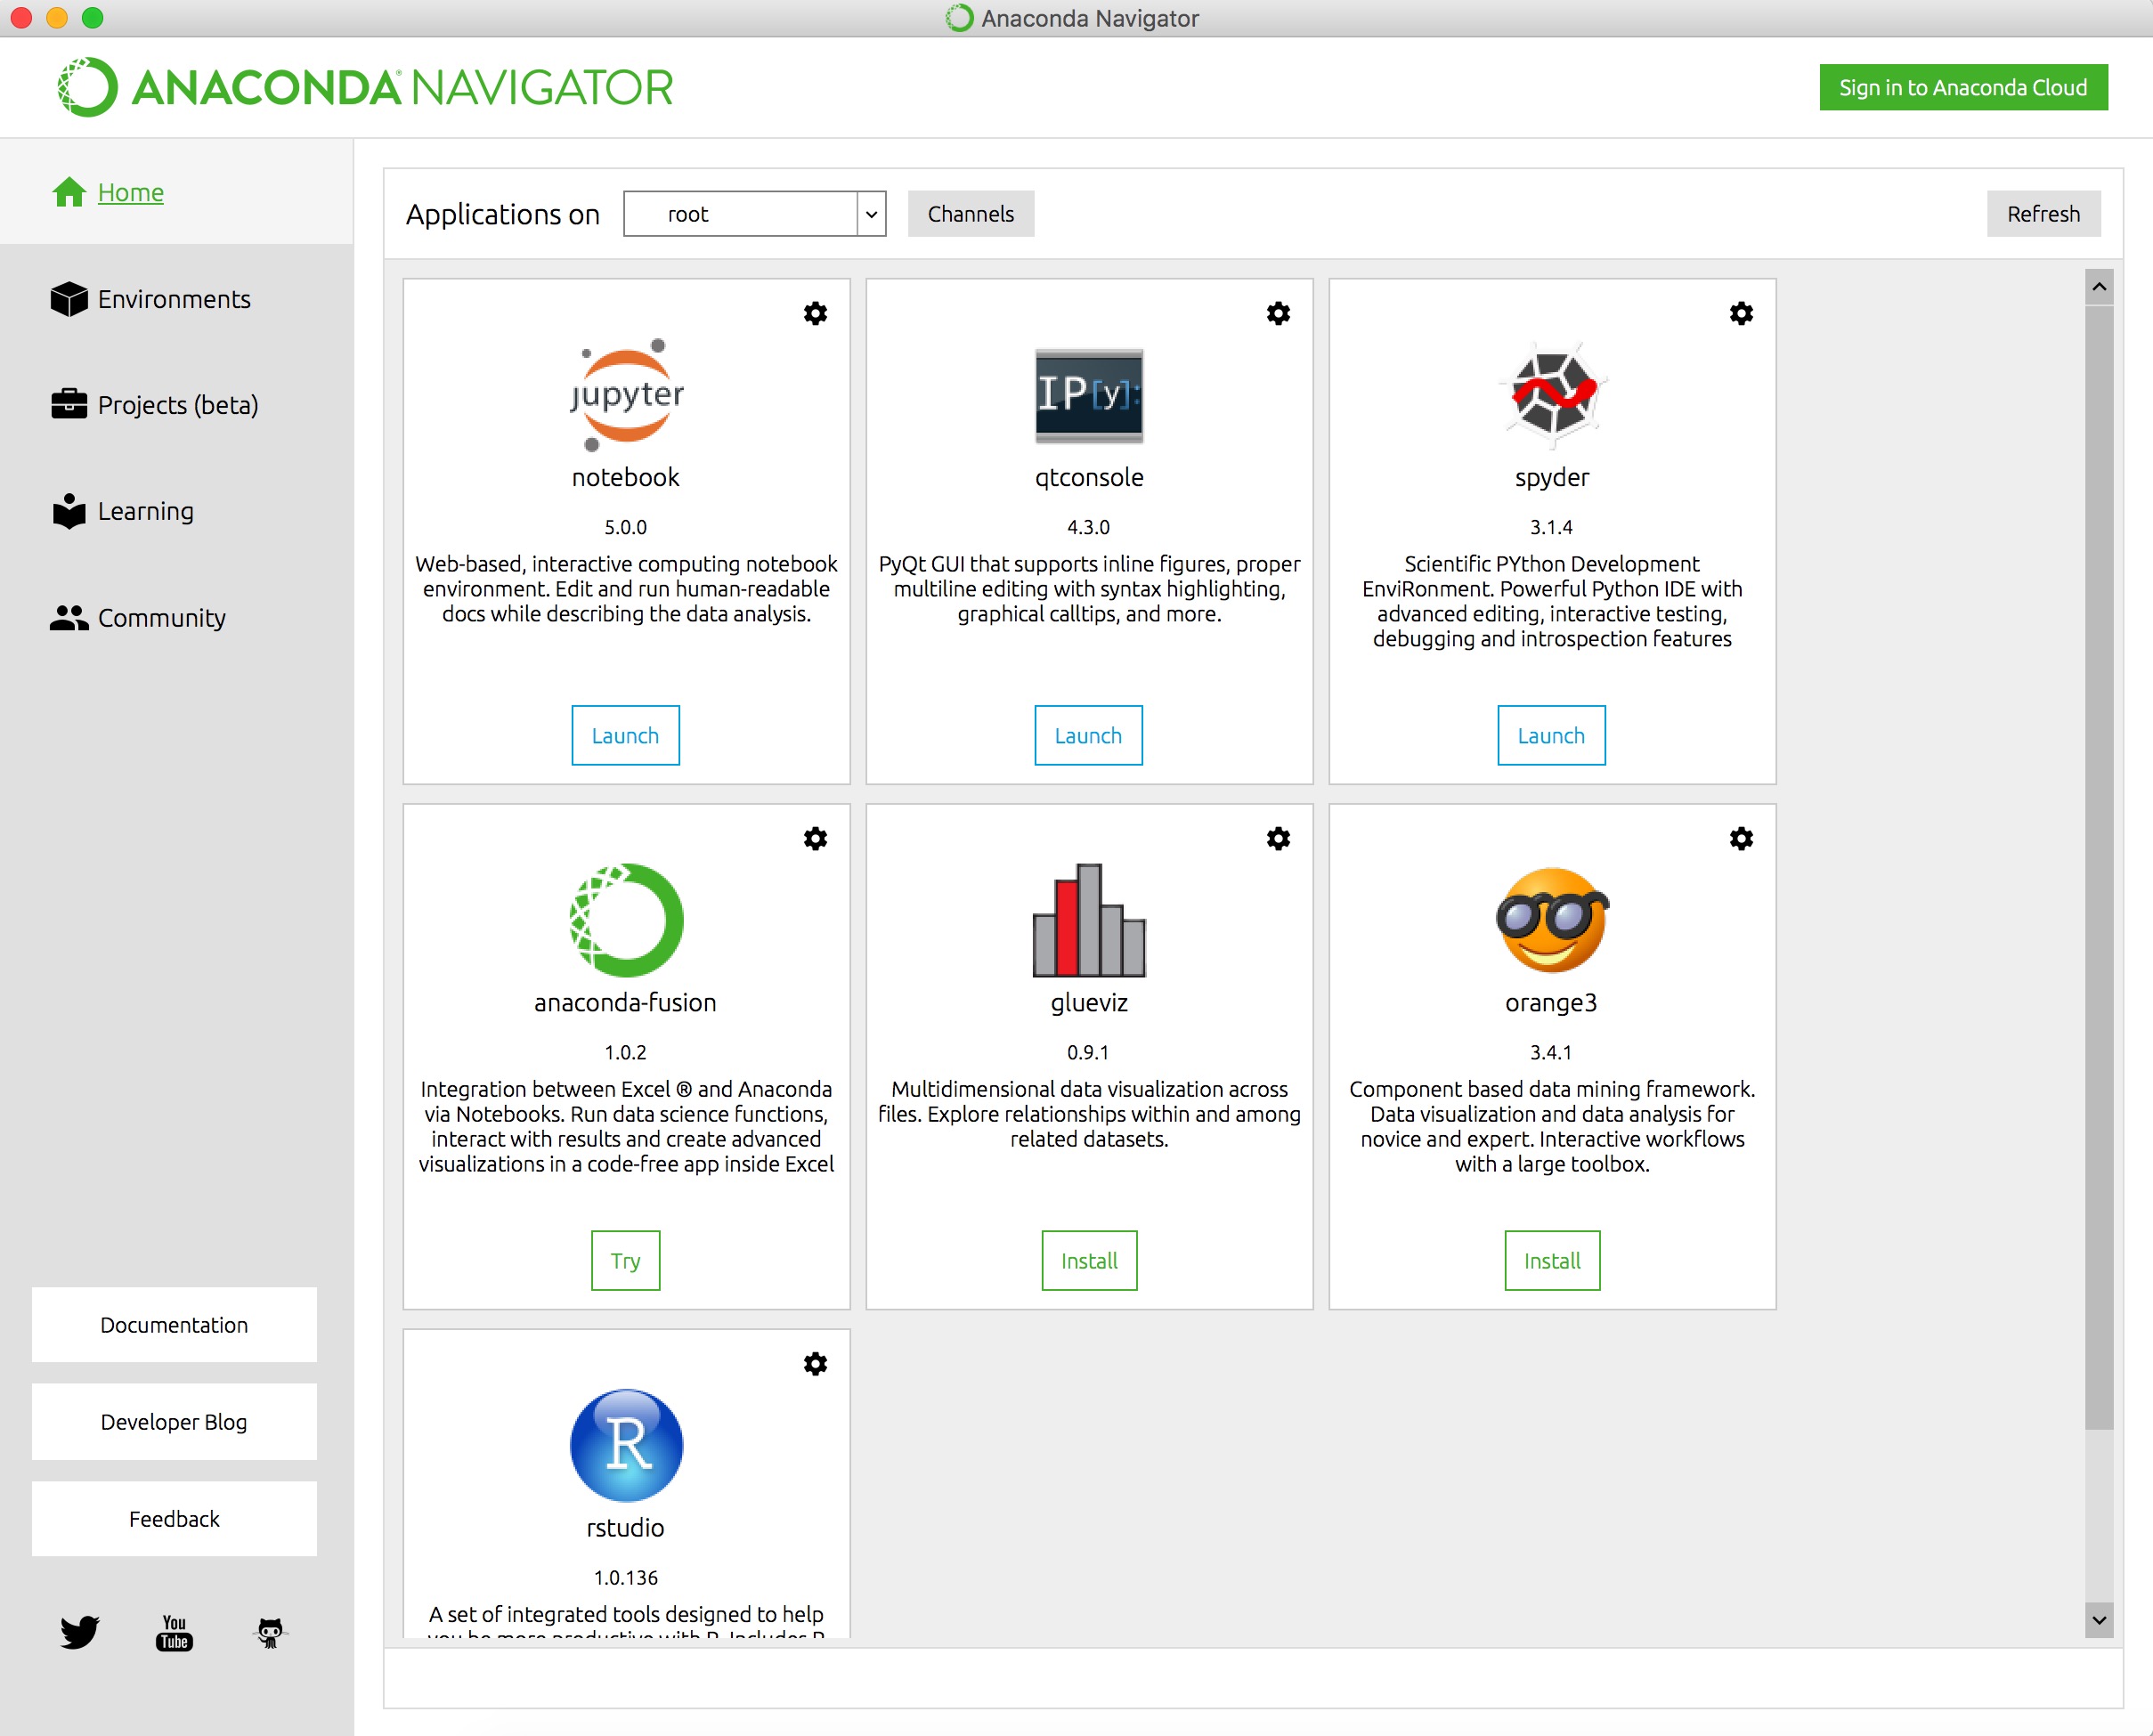 Anaconda Navigator
ANACONDA® NAVIGATOR
Sign in to Anaconda Cloud
Home
Environments
Projects (beta)
Learning
Community
Documentation
Developer Blog
Feedback
You
Tube
Applications on
root
Channels
Refresh
jupyter
notebook
5.0.0
Web-based, interactive computing notebook
environment. Edit and run human-readable
docs while describing the data analysis.
Launch
IP[y]:
qtconsole
4.3.0
PyQt GUI that supports inline figures, proper
multiline editing with syntax highlighting,
graphical calltips, and more.
Launch
spyder
3.1.4
Scientific PYthon Development
EnviRonment. Powerful Python IDE with
advanced editing, interactive testing,
debugging and introspection features
Launch
anaconda-fusion
1.0.2
Integration between Excel ® and Anaconda
via Notebooks. Run data science functions,
interact with results and create advanced
visualizations in a code-free app inside Excel
Try
glueviz
0.9.1
Multidimensional data visualization across
files. Explore relationships within and among
related datasets.
Install
orange3
3.4.1
Component based data mining framework.
Data visualization and data analysis for
novice and expert. Interactive workflows
with a large toolbox.
Install
R
rstudio
1.0.136
A set of integrated tools designed to help
you be more productive with R. Includes R